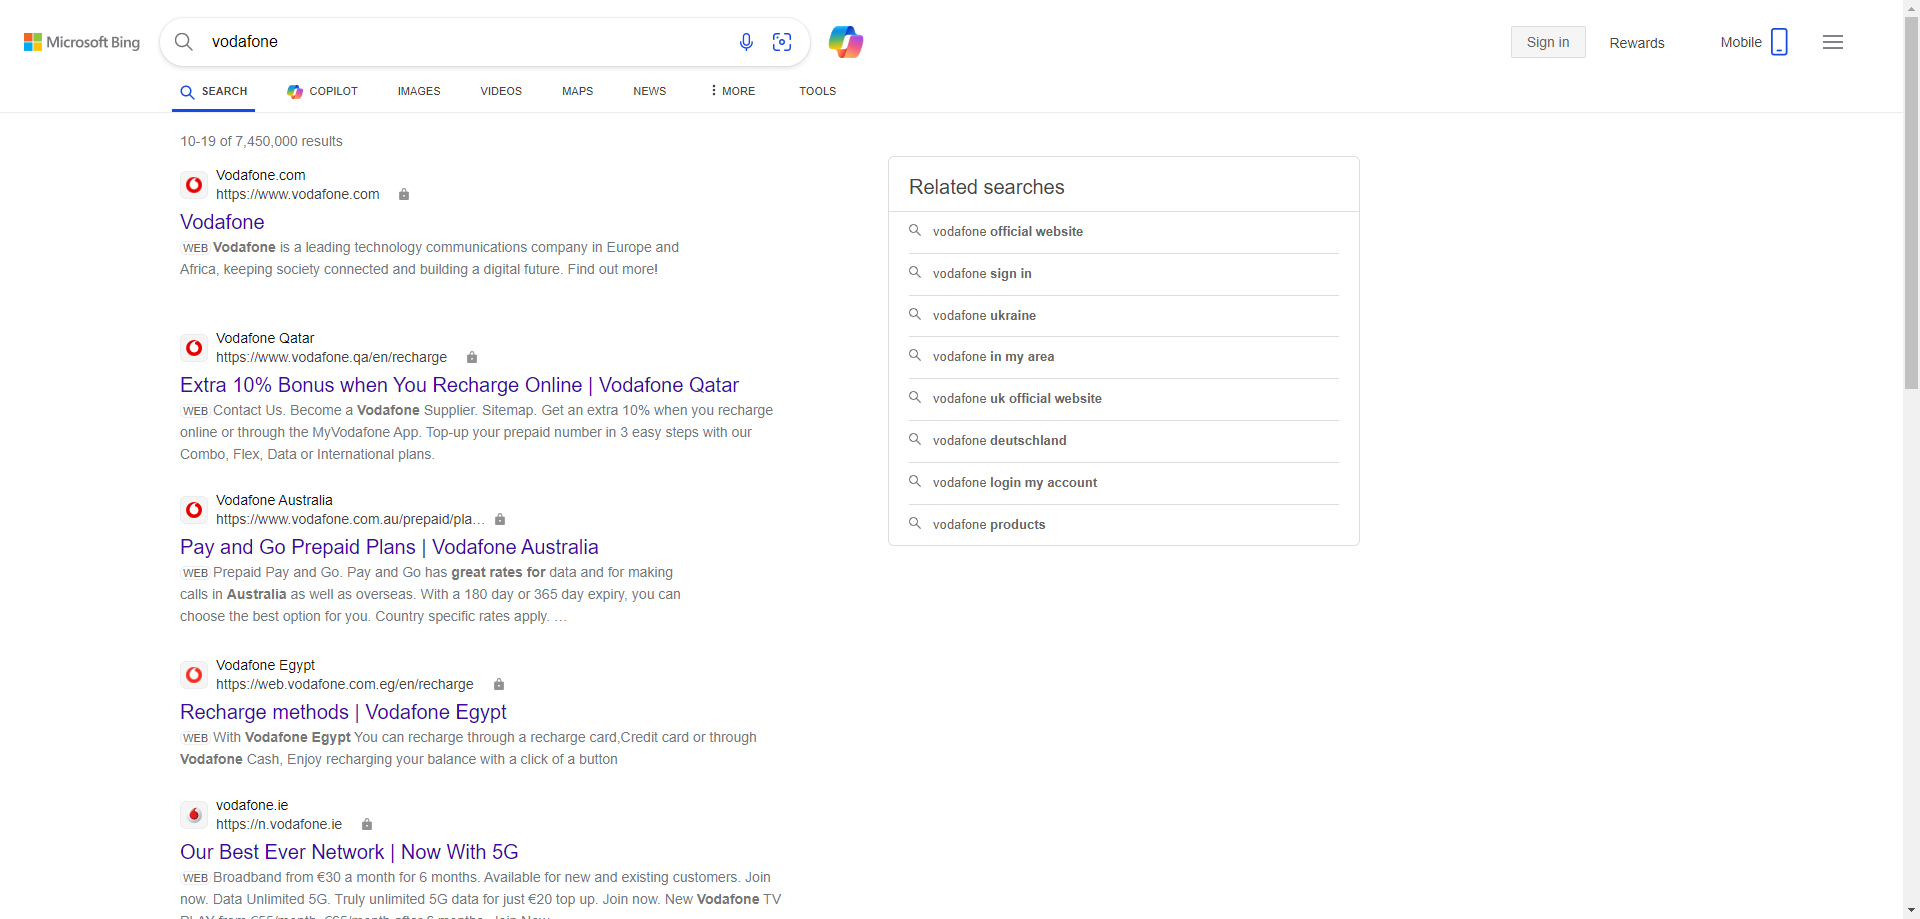 Microsoft Bing
vodafone
Sign in
Rewards
Mobile
SEARCH
COPILOT
IMAGES
VIDEOS
MAPS
NEWS
MORE
TOOLS
10-19 of 7,450,000 results
Vodafone.com
https://www.vodafone.com
Vodafone
WEB Vodafone is a leading technology communications company in Europe and
Africa, keeping society connected and building a digital future. Find out more!
Vodafone Qatar
https://www.vodafone.qa/en/recharge
Extra 10% Bonus when You Recharge Online | Vodafone Qatar
WEB Contact Us. Become a Vodafone Supplier. Sitemap. Get an extra 10% when you recharge
online or through the MyVodafone App. Top-up your prepaid number in 3 easy steps with our
Combo, Flex, Data or International plans.
Vodafone Australia
https://www.vodafone.com.au/prepaid/pla...
Pay and Go Prepaid Plans | Vodafone Australia
WEB Prepaid Pay and Go. Pay and Go has great rates for data and for making
calls in Australia as well as overseas. With a 180 day or 365 day expiry, you can
choose the best option for you. Country specific rates apply. ...
Vodafone Egypt
https://web.vodafone.com.eg/en/recharge
Recharge methods | Vodafone Egypt
WEB With Vodafone Egypt You can recharge through a recharge card,Credit card or through
Vodafone Cash, Enjoy recharging your balance with a click of a button
vodafone.ie
https://n.vodafone.ie
Our Best Ever Network | Now With 5G
WEB Broadband from €30 a month for 6 months. Available for new and existing customers. Join
now. Data Unlimited 5G. Truly unlimited 5G data for just €20 top up. Join now. New Vodafone TV
Related searches
vodafone official website
vodafone sign in
vodafone ukraine
vodafone in my area
vodafone uk official website
vodafone deutschland
vodafone login my account
vodafone products